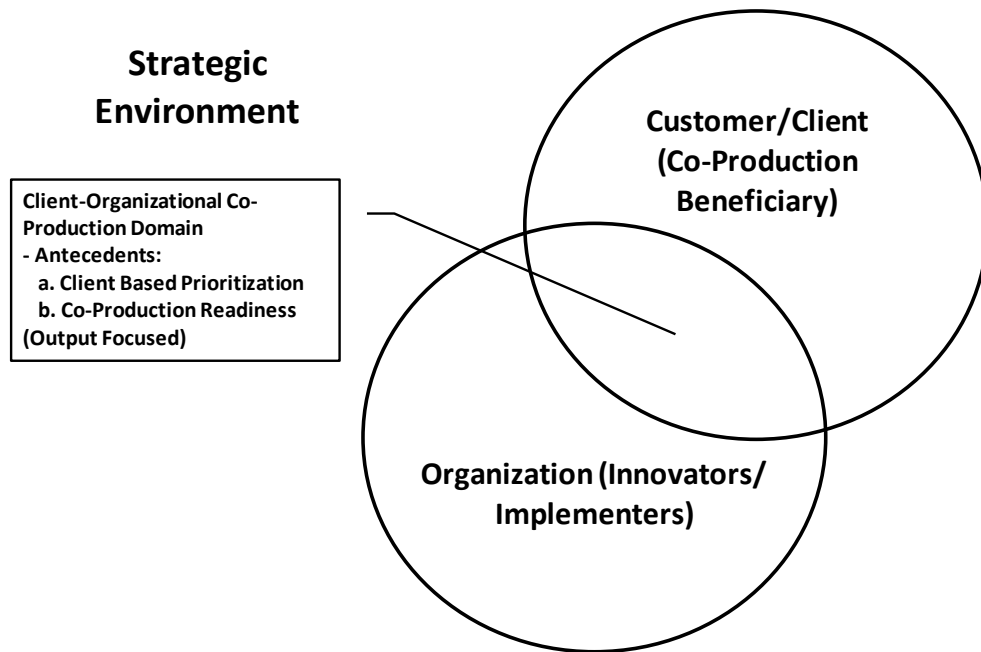 Strategic
Environment
Customer/Client
(Co-Production
Beneficiary)
Client-Organizational Co-
Production Domain
- Antecedents:
a. Client Based Prioritization
b. Co-Production Readiness
(Output Focused)
Organization (Innovators/
Implementers)